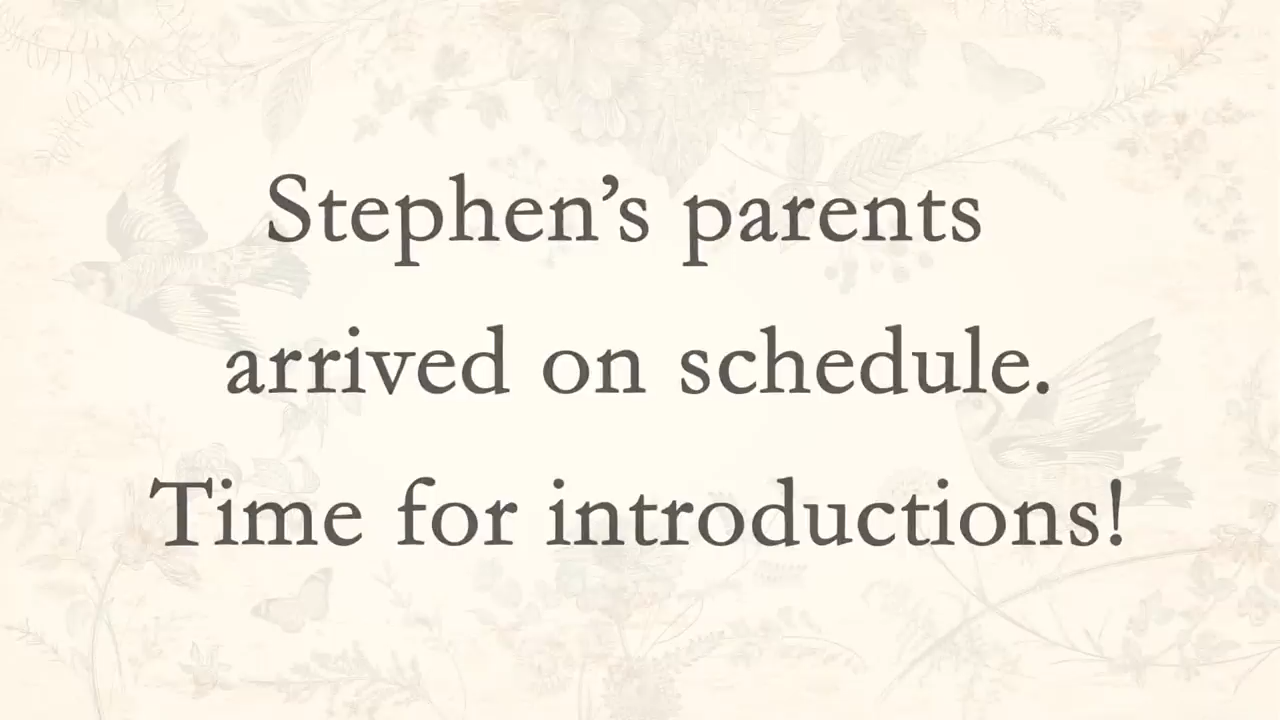 Stephen’s parents
arrived on schedule.
Time for introductions!